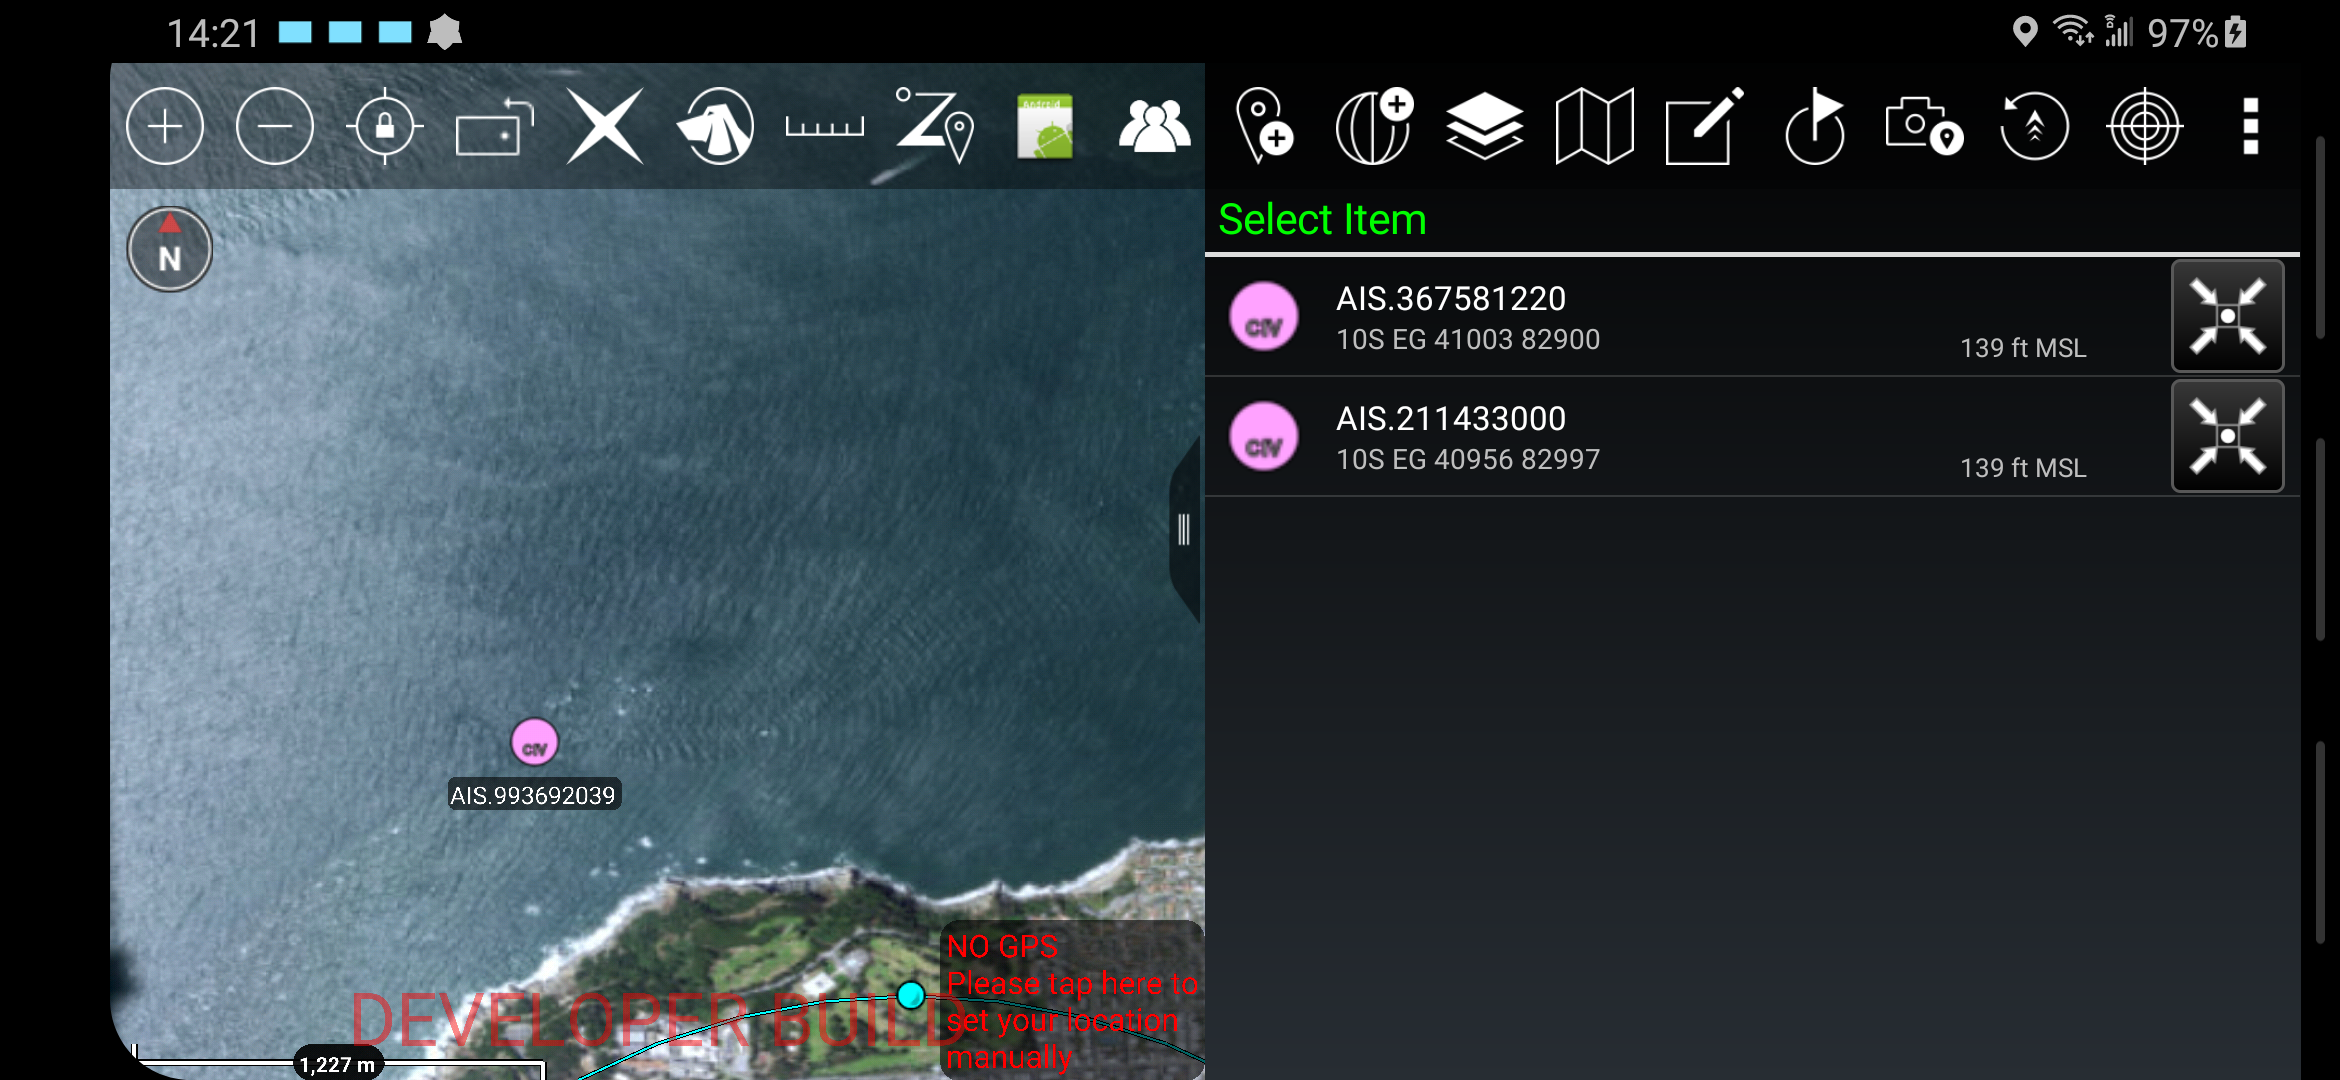 14:21
97%
Android
N
Select Item
CIV
AIS.367581220
10S EG 41003 82900
139 ft MSL
CIV
AIS.211433000
10S EG 40956 82997
139 ft MSL
CIV
AIS.993692039
NO GPS
Please tap here to
set your location
manually
DEVELOPER BUILD
1,227 m